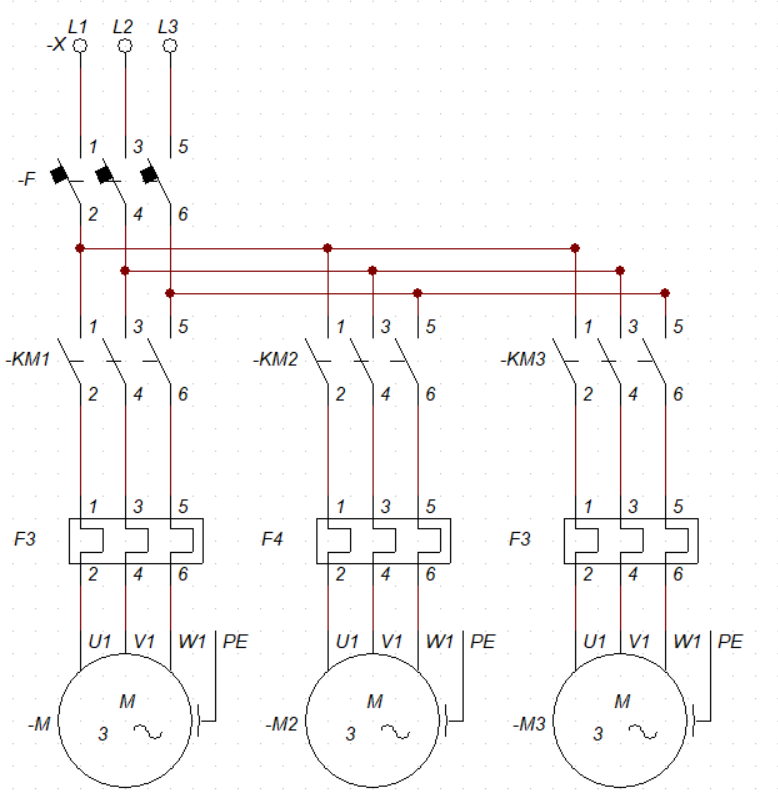 L1 L2 L3
-X
1 3 5
-F
2 4 6
1 3 5 1 3 5 1 3 5
-KM1 -KM2 -KM3
2 4 6 2 4 6 2 4 6
1 3 5 1 3 5 1 3 5
F3 F4 F3
2 4 6 2 4 6 2 4 6
U1 V1 W1 PE U1 V1 W1 PE U1 V1 W1 PE
M M M
-M 3 -M2 3 -M3 3